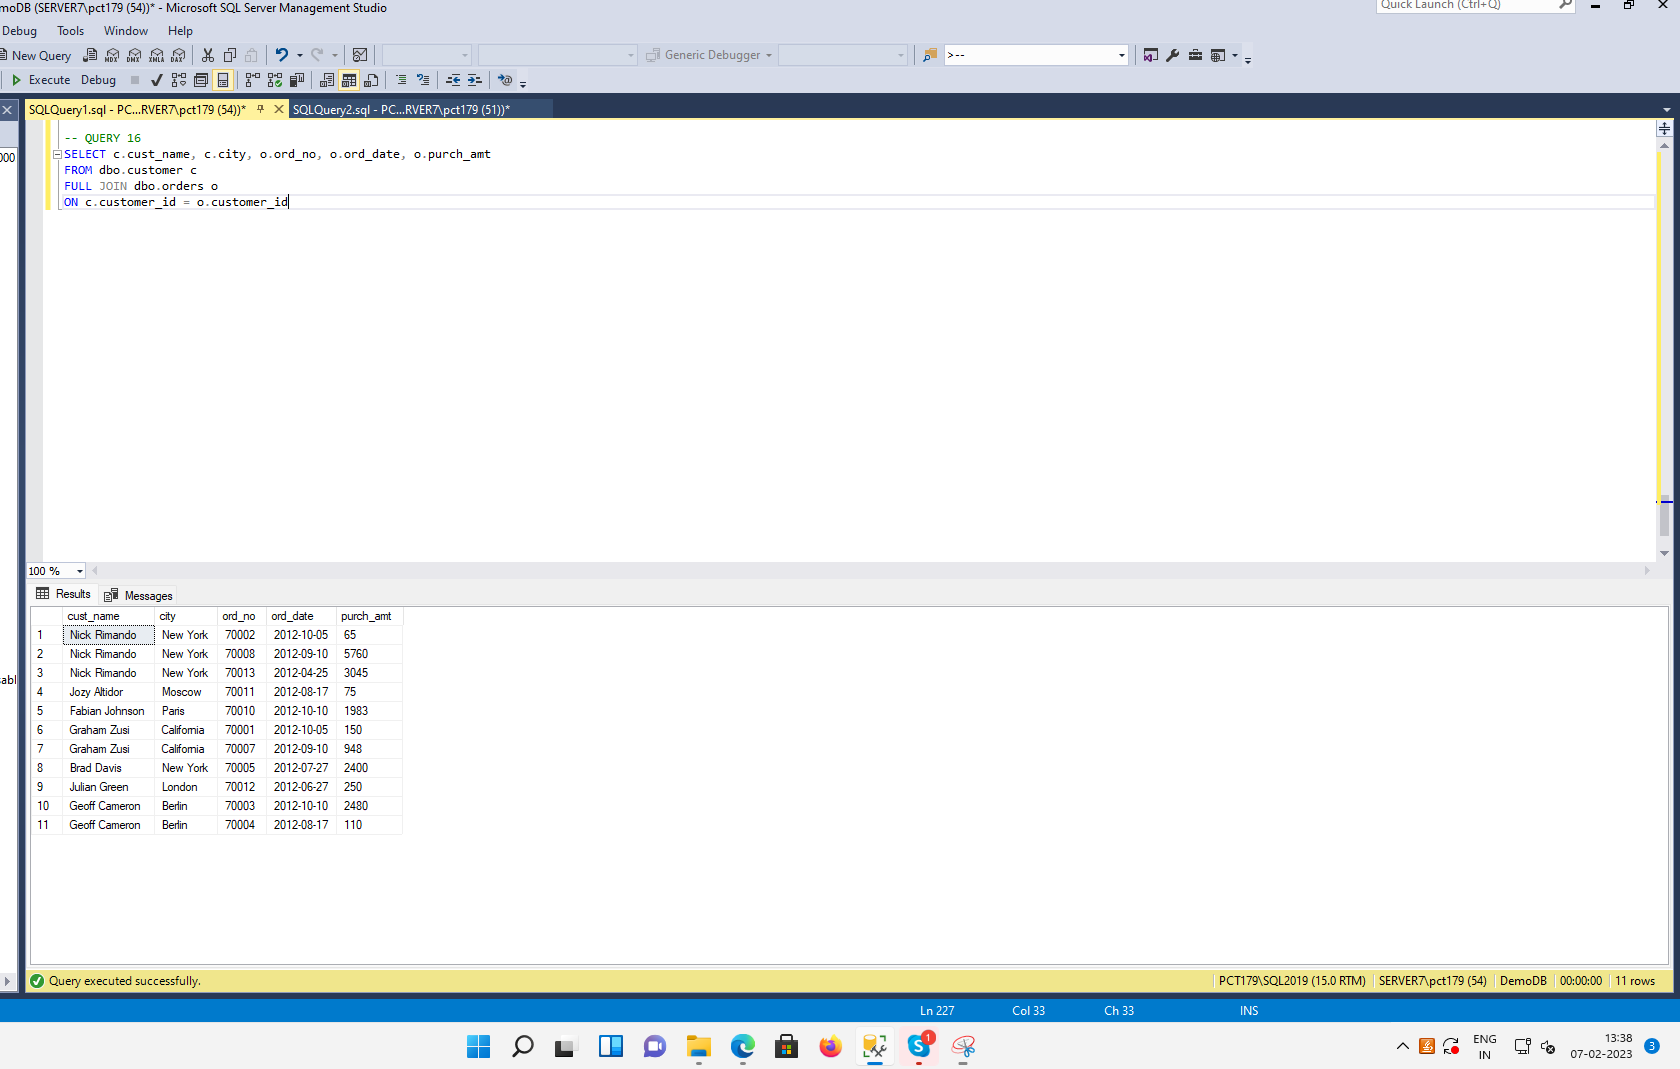 moDB (SERVER7\pct179 (54))* - Microsoft SQL Server Management Studio
Quick Launch (Ctrl+Q)
Debug Tools Window Help
New Query MDX DMX XMLA DAX Generic Debugger >--
Execute Debug
SQLQuery1.sql - PC...RVER7\pct179 (54))* SQLQuery2.sql - PC...RVER7\pct179 (51))*
-- QUERY 16
000
SELECT c.cust_name, c.city, o.ord_no, o.ord_date, o.purch_amt
FROM dbo.customer c
FULL JOIN dbo.orders o
ON c.customer_id = o.customer_id
100 %
Results Messages
cust_name city ord_no ord_date purch_amt
1 Nick Rimando New York 70002 2012-10-05 65
2 Nick Rimando New York 70008 2012-09-10 5760
3 Nick Rimando New York 70013 2012-04-25 3045
abl
4 Jozy Altidor Moscow 70011 2012-08-17 75
5 Fabian Johnson Paris 70010 2012-10-10 1983
6 Graham Zusi California 70001 2012-10-05 150
7 Graham Zusi California 70007 2012-09-10 948
8 Brad Davis New York 70005 2012-07-27 2400
9 Julian Green London 70012 2012-06-27 250
10 Geoff Cameron Berlin 70003 2012-10-10 2480
11 Geoff Cameron Berlin 70004 2012-08-17 110
Query executed successfully. PCT179\SQL2019 (15.0 RTM) SERVER7\pct179 (54) DemoDB 00:00:00 11 rows
Ln 227 Col 33 Ch 33 INS
S 1 ENG IN 13:38 07-02-2023 3